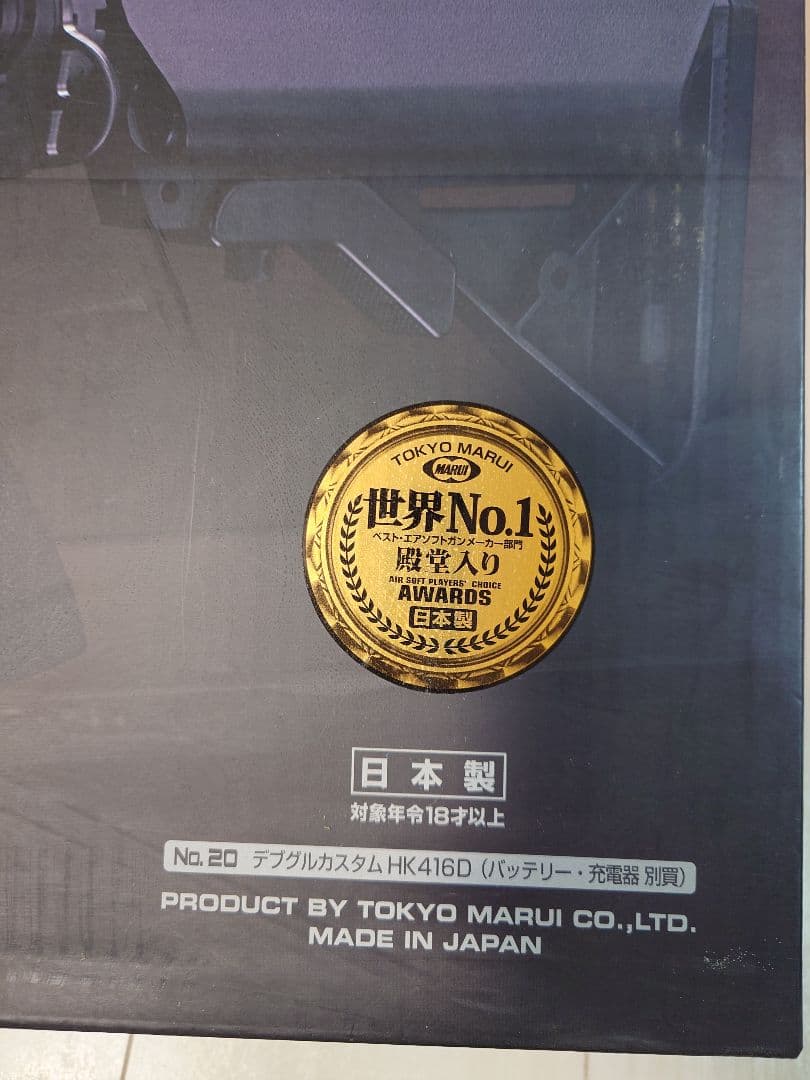 TOKYO MARUI
MARUI
世界No.1
ベスト・エアソフトガンメーカー部門
殿堂入り
AIR SOFT PLAYERS' CHOICE
AWARDS
日本製
日本製
対象年令18才以上
No.20 デブグルカスタム HK416D (バッテリー・充電器 別買)
PRODUCT BY TOKYO MARUI CO.,LTD.
MADE IN JAPAN